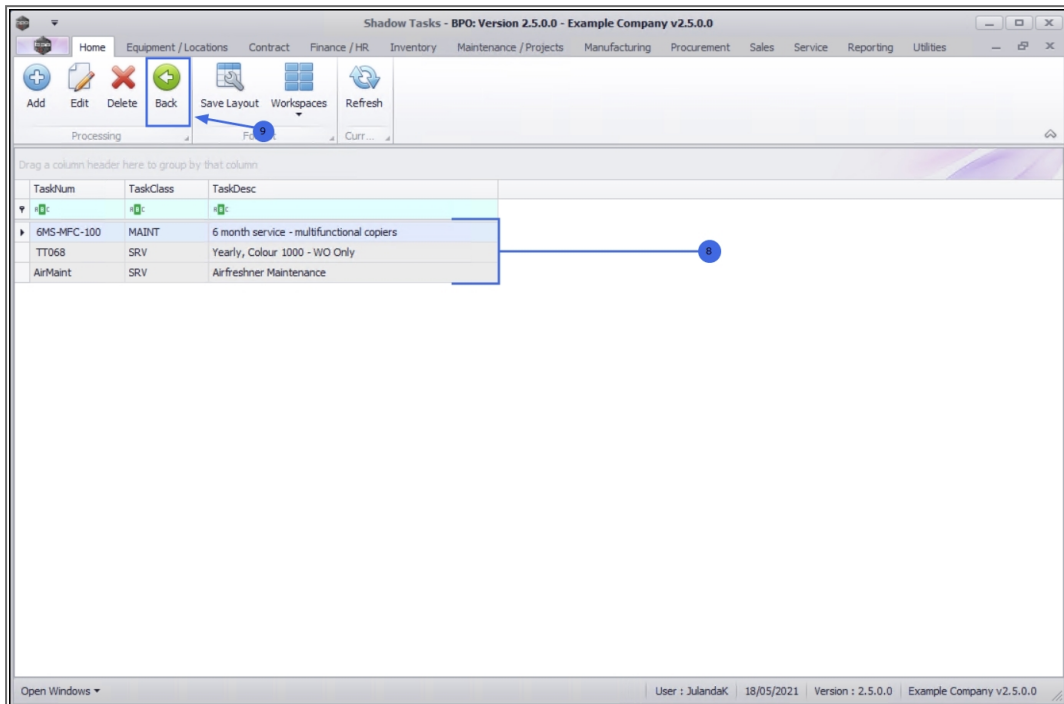 Shadow Tasks - BPO: Version 2.5.0.0 - Example Company v2.5.0.0
Home Equipment / Locations Contract Finance / HR Inventory Maintenance / Projects Manufacturing Procurement Sales Service Reporting Utilities
Add Edit Delete Back Save Layout Workspaces Refresh
Processing Curr...
9
Drag a column header here to group by that column
TaskNum TaskClass TaskDesc
6MS-MFC-100 MAINT 6 month service - multifunctional copiers
TT068 SRV Yearly, Colour 1000 - WO Only
8
AirMaint SRV Airfreshner Maintenance
Open Windows User : JulandaK 18/05/2021 Version : 2.5.0.0 Example Company v2.5.0.0